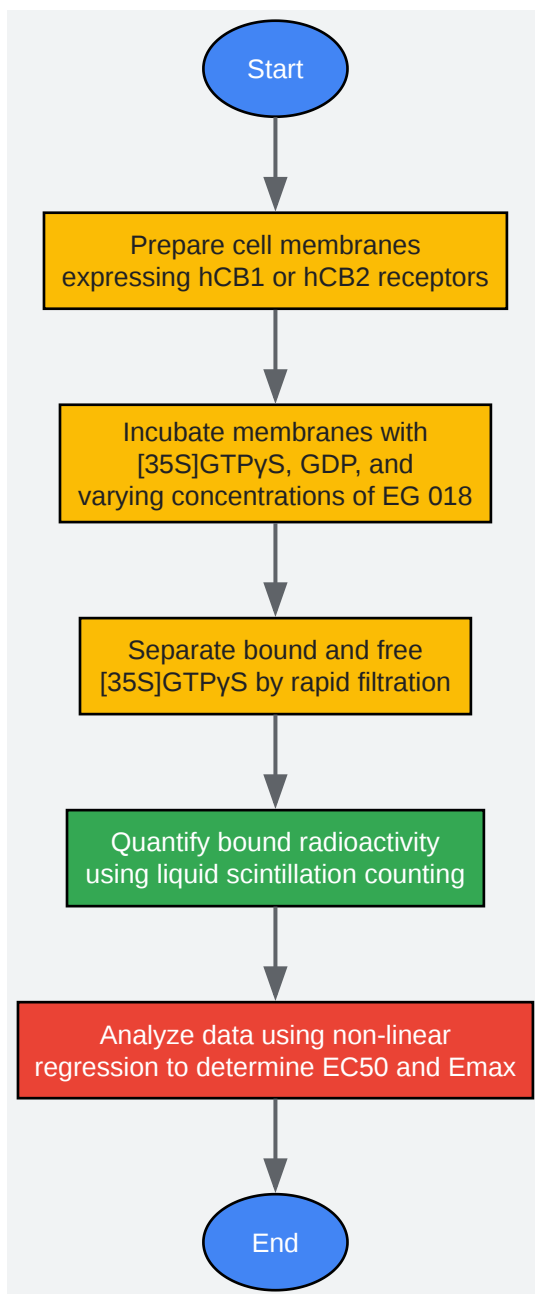 Start
Prepare cell membranes
expressing hCB1 or hCB2 receptors
Incubate membranes with
[35S]GTPγS, GDP, and
varying concentrations of EG 018
Separate bound and free
[35S]GTPγS by rapid filtration
Quantify bound radioactivity
using liquid scintillation counting
Analyze data using non-linear
regression to determine EC50 and Emax
End